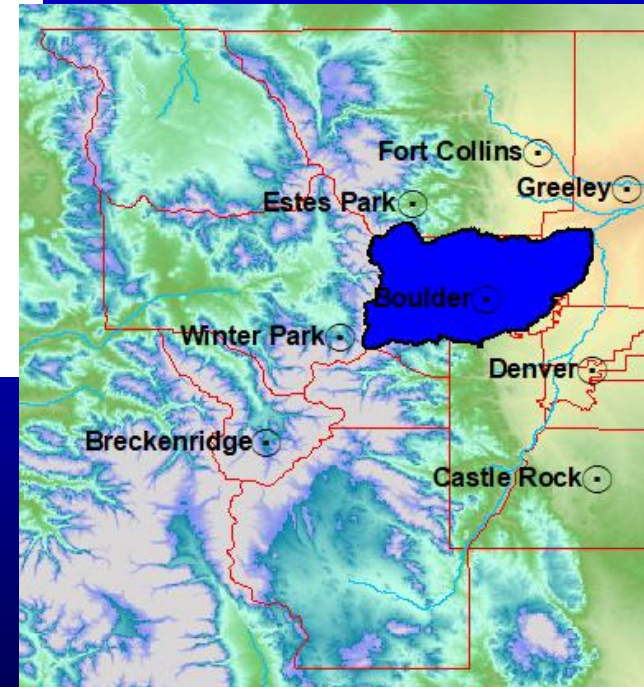 Fort Collins
Greeley
Estes Park
Boulder
Winter Park
Denver
Breckenridge
Castle Rock